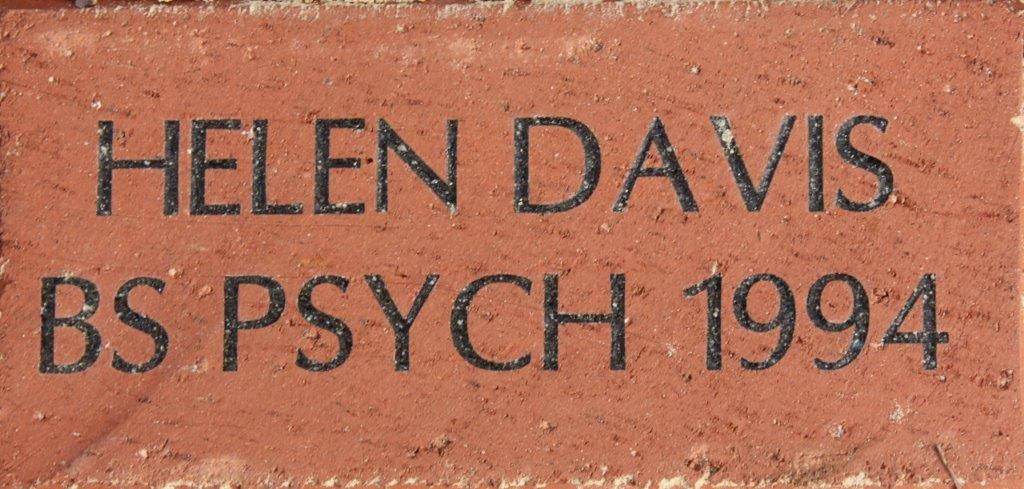 HELEN DAVIS
BS PSYCH 1994